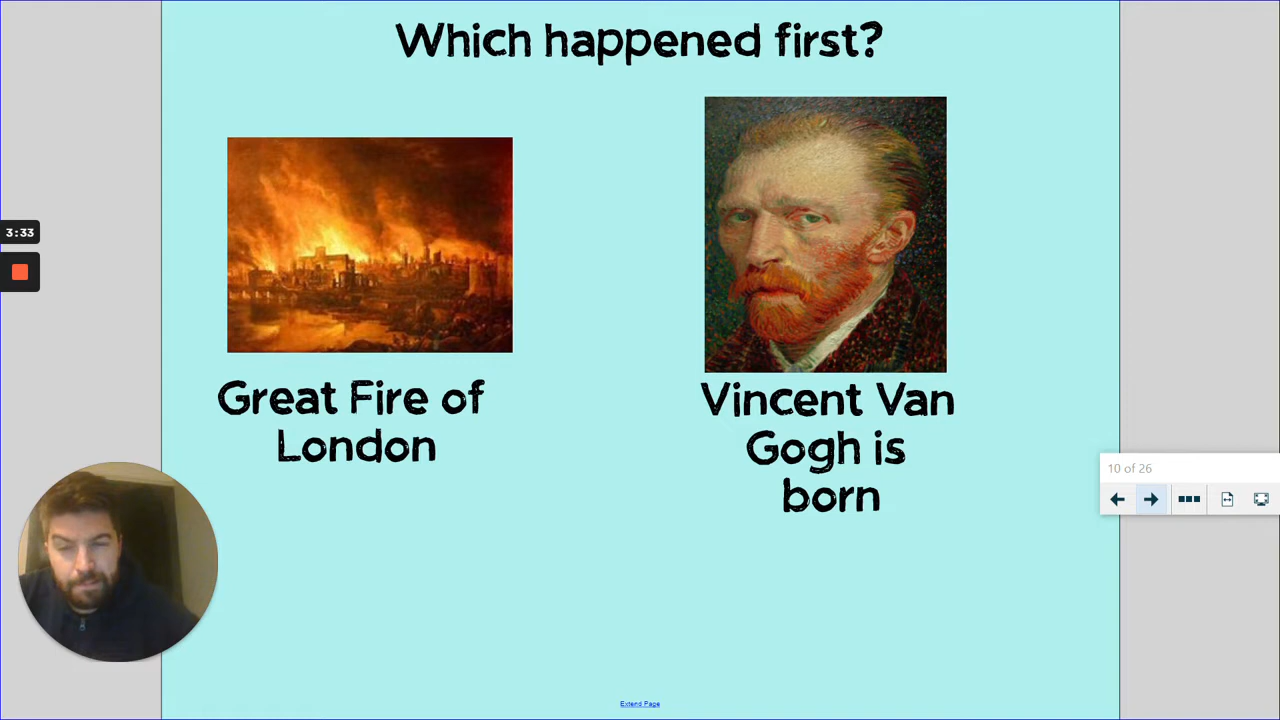 Which happened first?
3:33
Great Fire of
London
Vincent Van
Gogh is
born
10 of 26
Extend Page